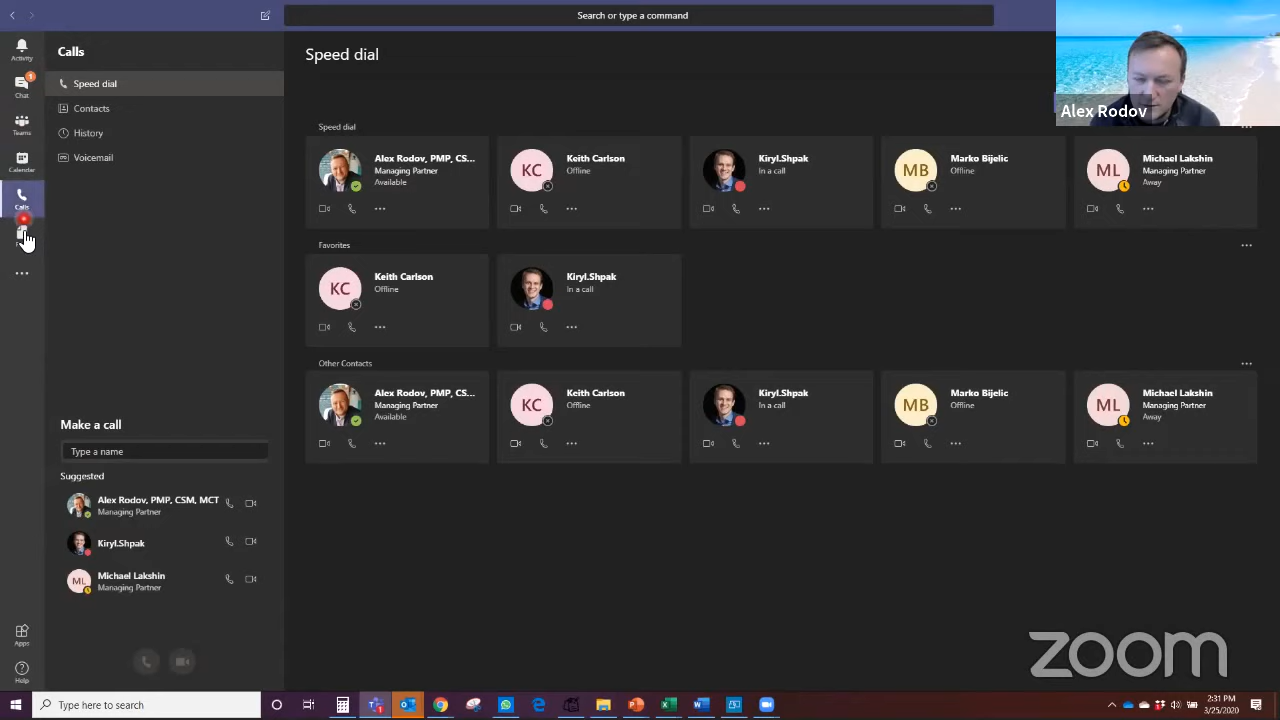 Search or type a command
Alex Rodov
Activity
1
Chat
Teams
Calendar
Calls
Help
Apps
Calls
Speed dial
Contacts
History
Voicemail
Make a call
Type a name
Suggested
Alex Rodov, PMP, CSM, MCT
Managing Partner
Kiryl.Shpak
ML
Michael Lakshin
Managing Partner
Speed dial
Speed dial
Alex Rodov, PMP, CS...
Managing Partner
Available
KC
Keith Carlson
Offline
Kiryl.Shpak
In a call
MB
Marko Bijelic
Offline
ML
Michael Lakshin
Managing Partner
Away
Favorites
KC
Keith Carlson
Offline
Kiryl.Shpak
In a call
Other Contacts
Alex Rodov, PMP, CS...
Managing Partner
Available
KC
Keith Carlson
Offline
Kiryl.Shpak
In a call
MB
Marko Bijelic
Offline
ML
Michael Lakshin
Managing Partner
Away
zoom
Type here to search
2:31 PM
3/25/2020